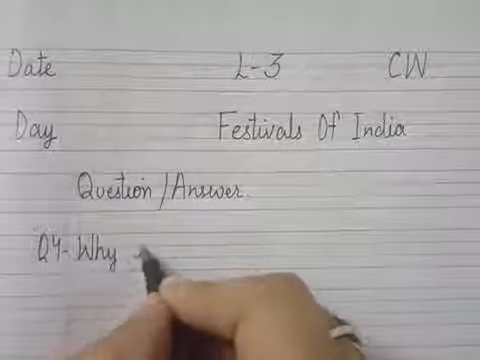 Date L-3 CW
Day Festivals Of India
Question/Answer
Q4- Why